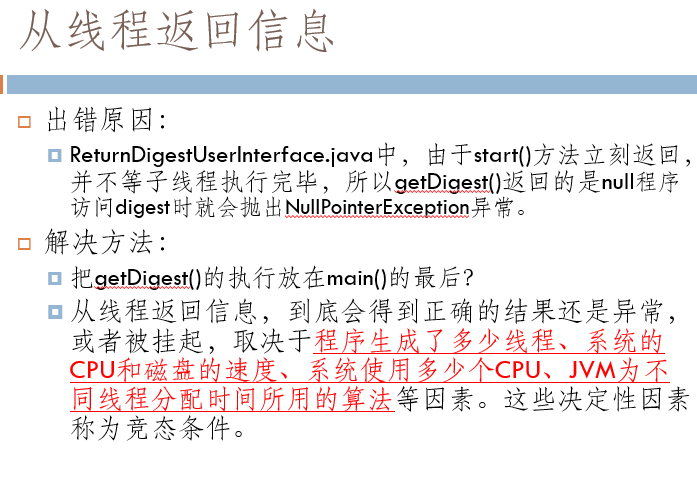 从线程返回信息
出错原因：
ReturnDigestUserInterface.java中，由于start()方法立刻返回，
并不等子线程执行完毕，所以getDigest()返回的是null程序
访问digest时就会抛出NullPointerException异常。
解决方法：
把getDigest()的执行放在main()的最后?
从线程返回信息，到底会得到正确的结果还是异常，
或者被挂起，取决于程序生成了多少线程、系统的
CPU和磁盘的速度、系统使用多少个CPU、JVM为不
同线程分配时间所用的算法等因素。这些决定性因素
称为竞态条件。